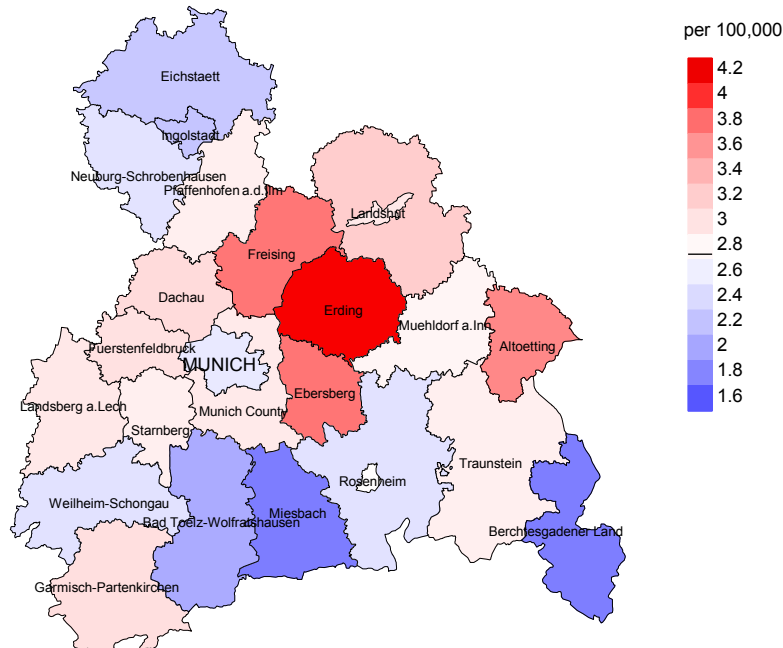 per 100,000
4.2
4
3.8
3.6
3.4
3.2
3
2.8
2.6
2.4
2.2
2
1.8
1.6
Eichstaett
Ingolstadt
Neuburg-Schrobenhausen
Pfaffenhofen a.d.Ilm
Landshut
Freising
Dachau
Erding
Muehldorf a.Inn
Altoetting
Fuerstenfeldbruck
MUNICH
Ebersberg
Landsberg a.Lech
Munich County
Starnberg
Traunstein
Rosenheim
Weilheim-Schongau
Miesbach
Bad Toelz-Wolfratshausen
Berchtesgadener Land
Garmisch-Partenkirchen